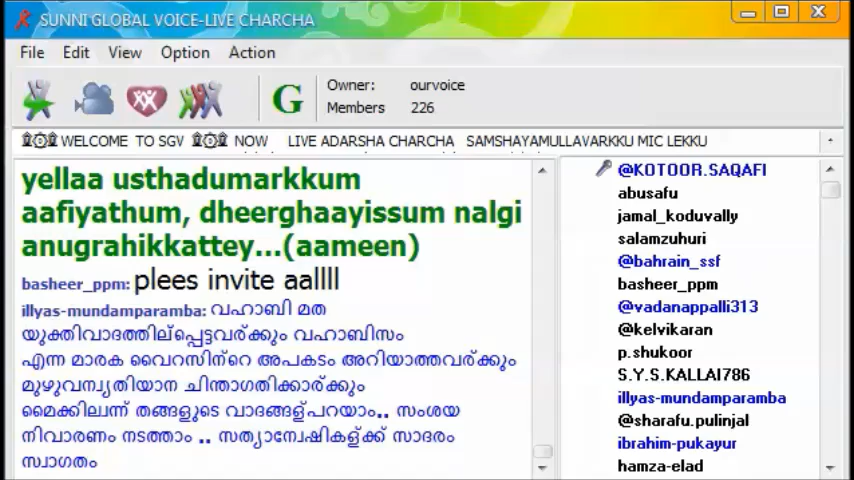 SUNNI GLOBAL VOICE-LIVE CHARCHA
File Edit View Option Action
G
Owner: ourvoice
Members 226
WELCOME TO SGV NOW LIVE ADARSHA CHARCHA SAMSHAYAMULLAVARKKU MIC LEKKU
yellaa usthadumarkkum
aafiyathum, dheerghaayissum nalgi
anugrahikkattey...(aameen)
basheer_ppm: plees invite aallll
illyas-mundamparamba: വഹാബി മത
യുക്തിവാദത്തില്പ്പെട്ടവര്ക്കും വഹാബിസം
എന്ന മാരക വൈറസിന്റെ അപകടം അറിയാത്തവര്ക്കും
മുഴുവന്വ്യതിയാന ചിന്താഗതിക്കാര്ക്കും
മൈക്കിലന്ന് തങ്ങളുടെ വാദങ്ങള്പറയാം.. സംശയ
നിവാരണം നടത്താം .. സത്യാന്വേഷികള്ക്ക് സാദരം
സ്വാഗതം
@KOTOOR.SAQAFI
abusafu
jamal_koduvally
salamzuhuri
@bahrain_ssf
basheer_ppm
@vadanappalli313
@kelvikaran
p.shukoor
S.Y.S.KALLAI786
illyas-mundamparamba
@sharafu.pulinjal
ibrahim-pukayur
hamza-elad